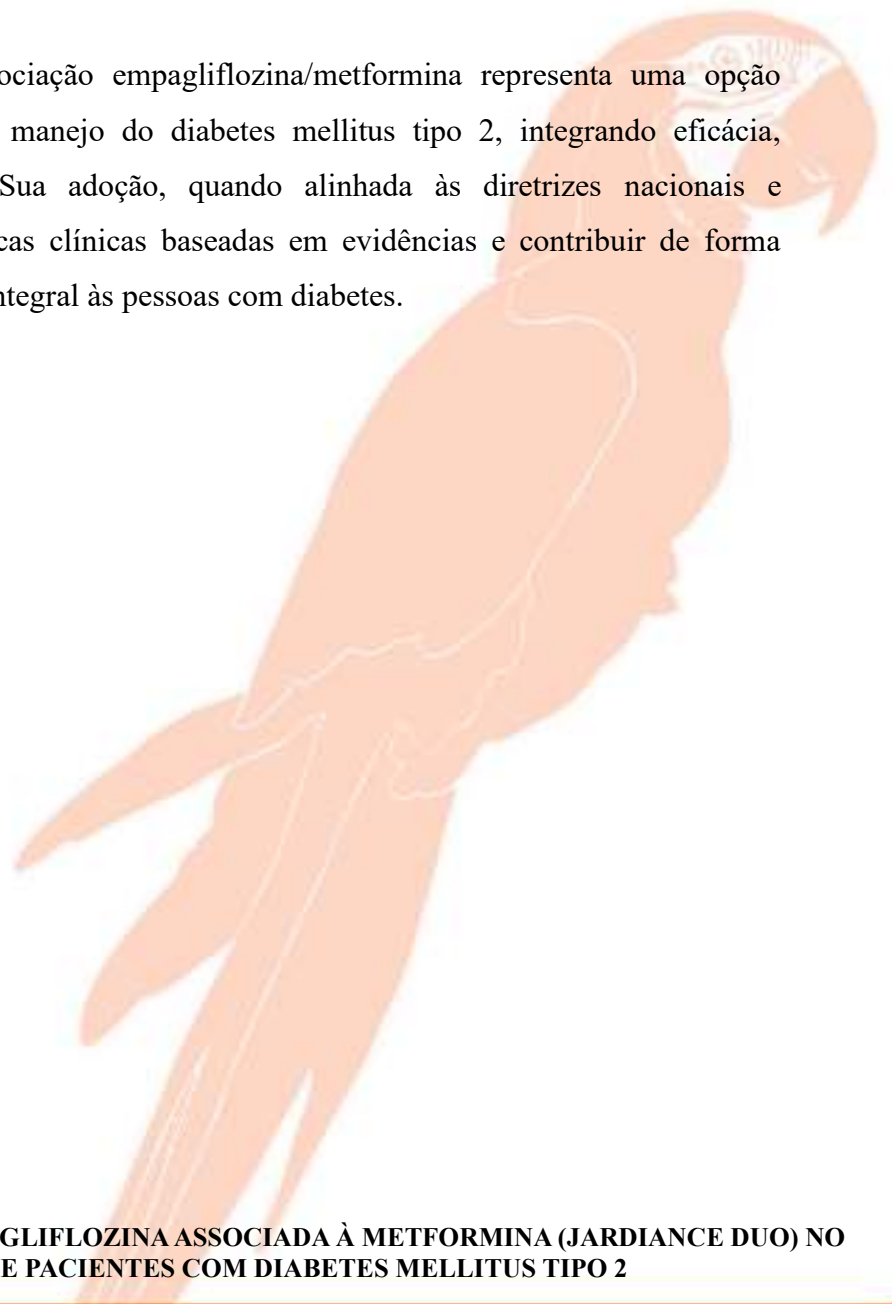 ociação empagliflozina/metformina representa uma opção
manejo do diabetes mellitus tipo 2, integrando eficácia,
Sua adoção, quando alinhada às diretrizes nacionais e
cas clínicas baseadas em evidências e contribuir de forma
ntegral às pessoas com diabetes.
GLIFLOZINA ASSOCIADA À METFORMINA (JARDIANCE DUO) NO
E PACIENTES COM DIABETES MELLITUS TIPO 2